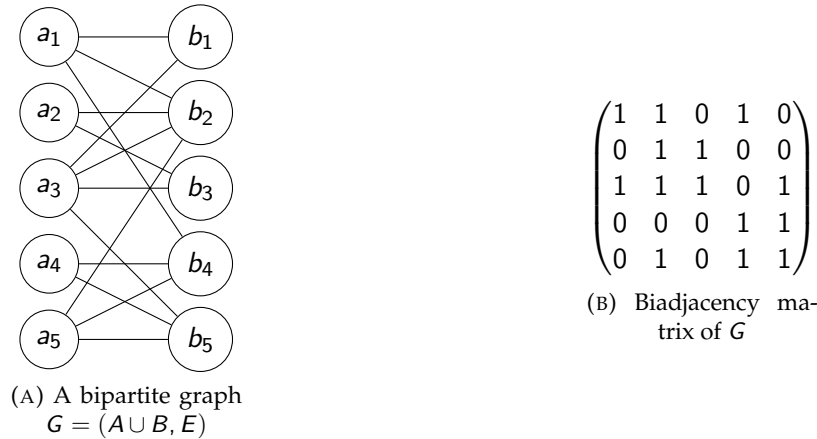 a1 b1
a2 b2
a3 b3
a4 b4
a5 b5
(A) A bipartite graph
G = (A ∪ B, E)
1 1 0 1 0
0 1 1 0 0
1 1 1 0 1
0 0 0 1 1
0 1 0 1 1
(B) Biadjacency ma-
trix of G